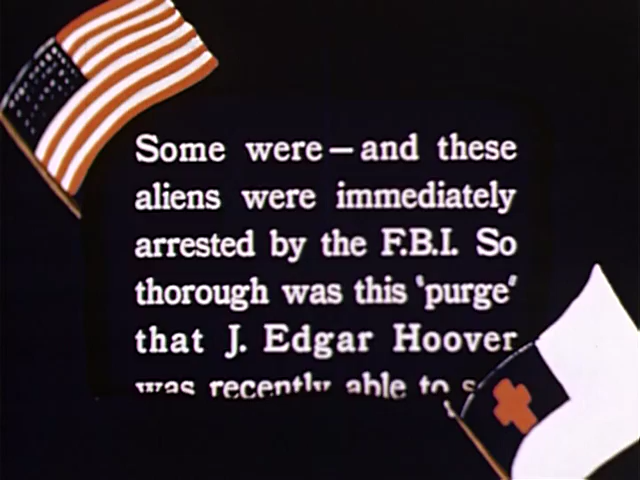 Some were—and these
aliens were immediately
arrested by the F.B.I. So
thorough was this 'purge'
that J. Edgar Hoover
was recently able to